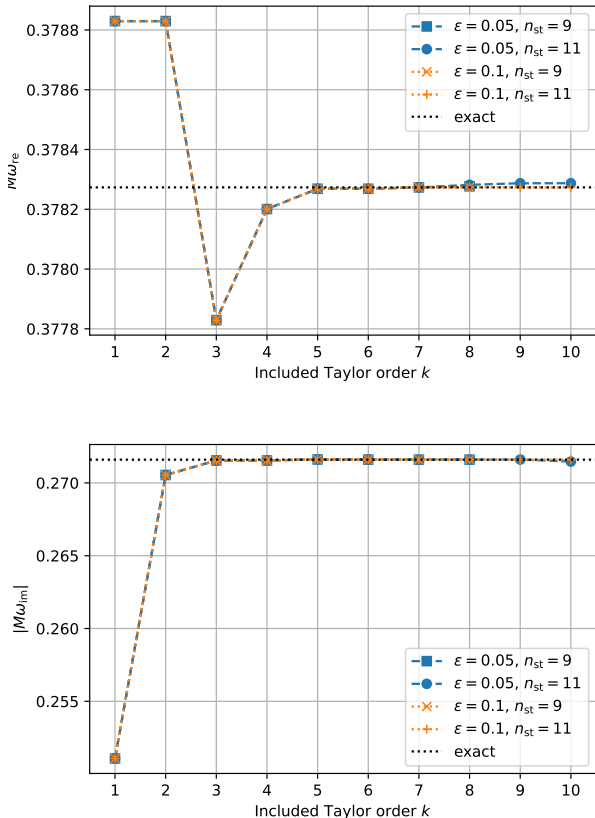 0.3788
0.3786
0.3784
0.3782
0.3780
0.3778
Mω_re
ε = 0.05, n_st = 9
ε = 0.05, n_st = 11
ε = 0.1, n_st = 9
ε = 0.1, n_st = 11
exact
1 2 3 4 5 6 7 8 9 10
Included Taylor order k
0.270
0.265
0.260
0.255
|Mω_im|
ε = 0.05, n_st = 9
ε = 0.05, n_st = 11
ε = 0.1, n_st = 9
ε = 0.1, n_st = 11
exact
1 2 3 4 5 6 7 8 9 10
Included Taylor order k